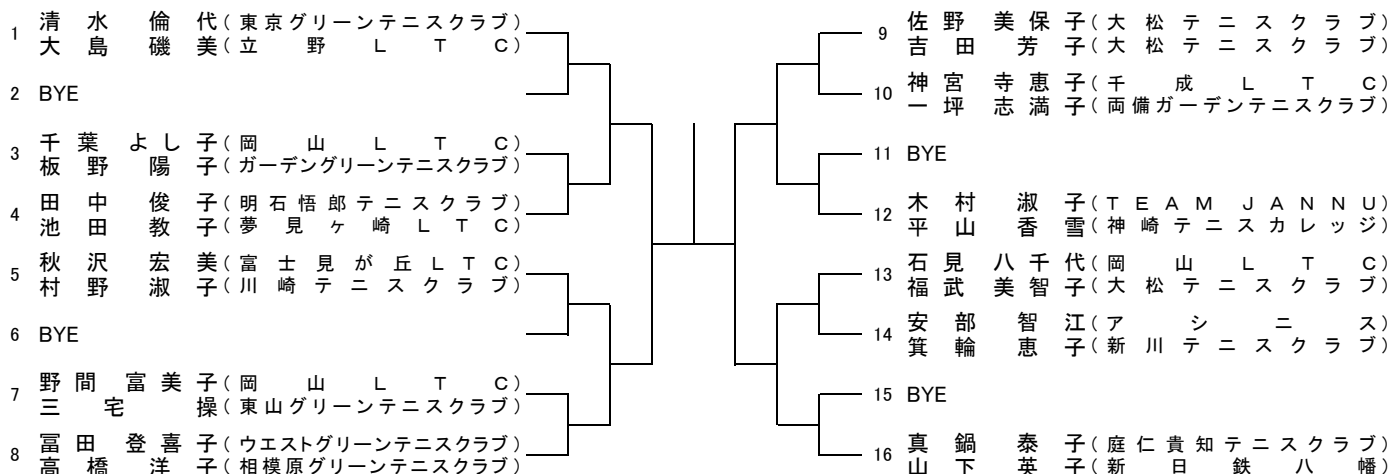 1 清水 倫代(東京グリーンテニスクラブ)
大島 磯美(立野LTC)
2 BYE
3 千葉 よし子(岡山LTC)
板野 陽子(ガーデングリーンテニスクラブ)
4 田中 俊子(明石悟郎テニスクラブ)
池田 教子(夢見ヶ崎LTC)
5 秋沢 宏美(富士見が丘LTC)
村野 淑子(川崎テニスクラブ)
6 BYE
7 野間 富美子(岡山LTC)
三宅 操(東山グリーンテニスクラブ)
8 冨田 登喜子(ウエストグリーンテニスクラブ)
高橋 洋子(相模原グリーンテニスクラブ)
9 佐野 美保子(大松テニスクラブ)
吉田 芳子(大松テニスクラブ)
10 神宮寺 恵子(千成LTC)
一坪 志満子(両備ガーデンテニスクラブ)
11 BYE
12 木村 淑子(TEAM JANNU)
平山 香雪(神崎テニスカレッジ)
13 石見 八千代(岡山LTC)
福武 美智子(大松テニスクラブ)
14 安部 智江(アシニス)
箕輪 恵子(新川テニスクラブ)
15 BYE
16 真鍋 泰子(庭仁貴知テニスクラブ)
山下 英子(新日鉄八幡)